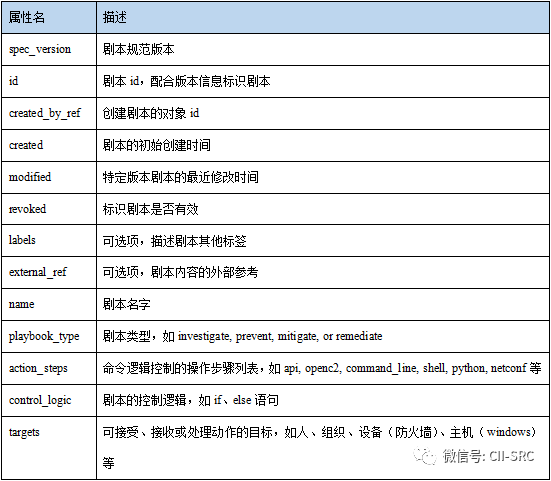 属性名 描述
spec_version 剧本规范版本
id 剧本 id，配合版本信息标识剧本
created_by_ref 创建剧本的对象 id
created 剧本的初始创建时间
modified 特定版本剧本的最近修改时间
revoked 标识剧本是否有效
labels 可选项，描述剧本其他标签
external_ref 可选项，剧本内容的外部参考
name 剧本名字
playbook_type 剧本类型，如 investigate, prevent, mitigate, or remediate
action_steps 命令逻辑控制的操作步骤列表，如 api, openc2, command_line, shell, python, netconf 等
control_logic 剧本的控制逻辑，如 if、else 语句
targets 可接受、接收或处理动作的目标，如人、组织、设备（防火墙）、主机（windows）
等
微信号: CII-SRC